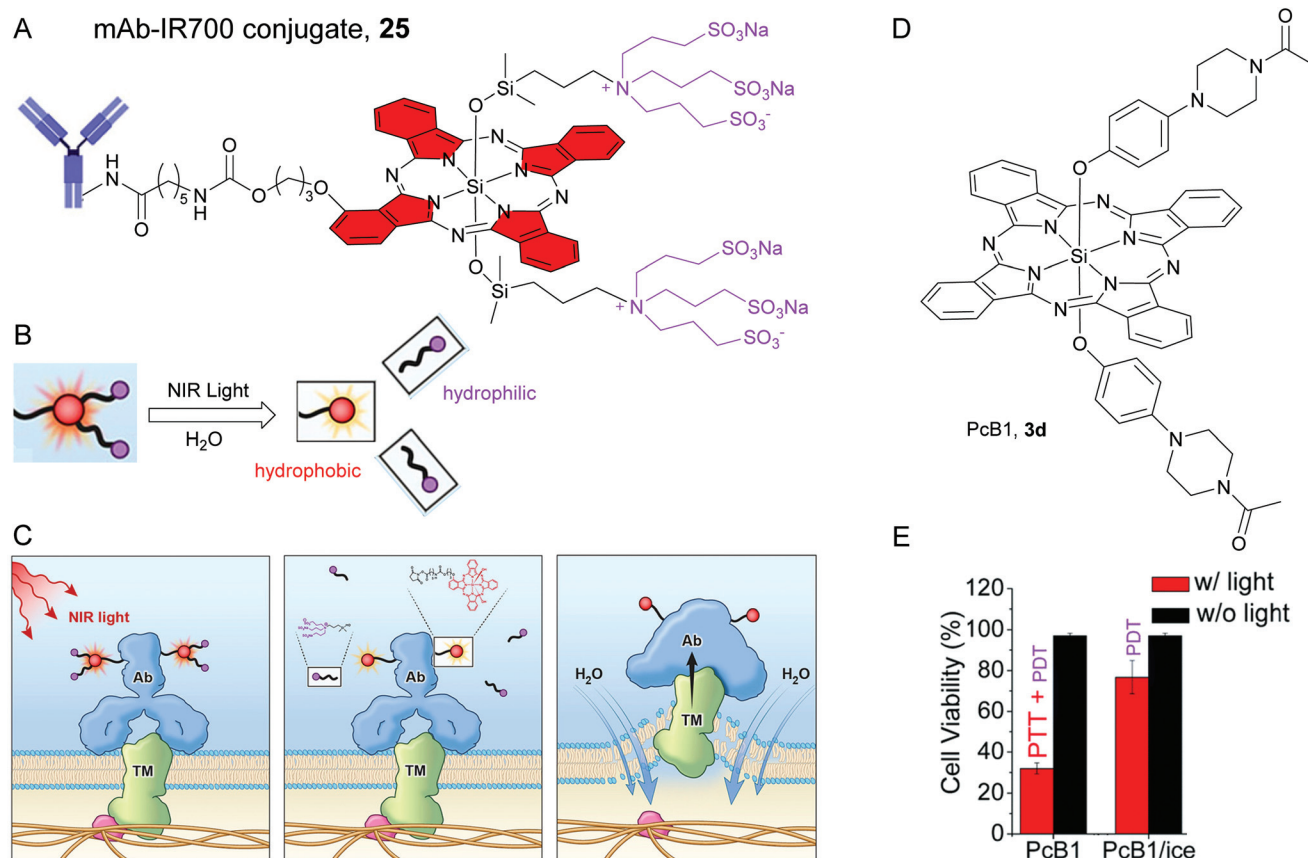 A
mAb-IR700 conjugate, 25
SO3Na
SO3Na
SO3-
N
+
Si
O
H
N
O
( )5
N
H
O
O
( )3
O
N
N
N
N
N
N
N
N
Si
O
Si
N
+
SO3Na
SO3Na
SO3-
B
NIR Light
H2O
hydrophilic
hydrophobic
C
NIR light
Ab
TM
Ab
TM
Ab
TM
H2O
H2O
D
O
N
N
O
N
N
N
N
N
N
N
N
Si
O
PcB1, 3d
N
N
O
E
Cell Viability (%)
120
100
80
60
40
20
0
w/ light
w/o light
PTT + PDT
PDT
PcB1
PcB1/ice